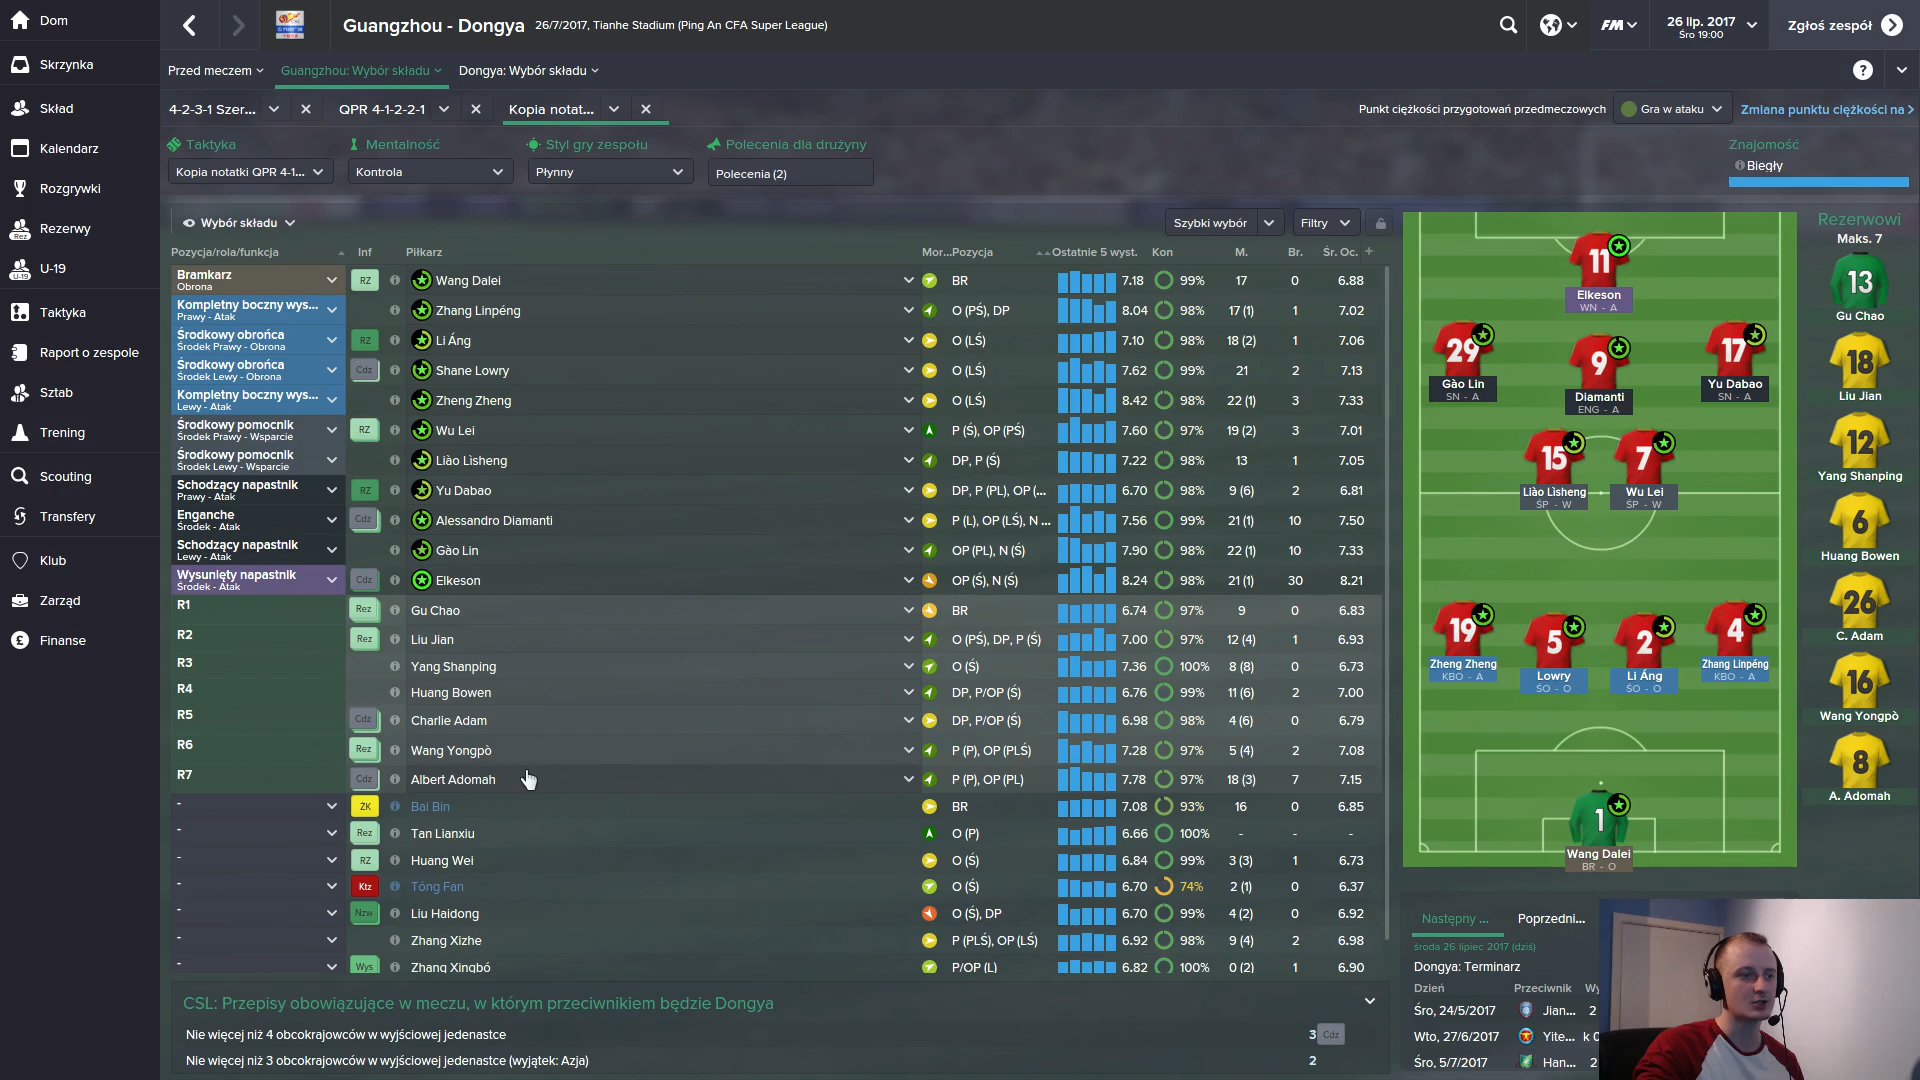 Dom
Skrzynka
Skład
Kalendarz
Rozgrywki
Rezerwy
U-19
Taktyka
Raport o zespole
Sztab
Trening
Scouting
Transfery
Klub
Zarząd
Finanse
Guangzhou - Dongya 26/7/2017, Tianhe Stadium (Ping An CFA Super League)
FM
26 lip. 2017
Śro 19:00
Zgłoś zespół
Przed meczem
Guangzhou: Wybór składu
Dongya: Wybór składu
4-2-3-1 Szer...
QPR 4-1-2-2-1
Kopia notat...
Punkt ciężkości przygotowań przedmeczowych
Gra w ataku
Zmiana punktu ciężkości na
Taktyka
Mentalność
Styl gry zespołu
Polecenia dla drużyny
Znajomość
Biegły
Kopia notatki QPR 4-1...
Kontrola
Płynny
Polecenia (2)
Wybór składu
Szybki wybór
Filtry
Pozycja/rola/funkcja Inf Piłkarz Mor... Pozycja Ostatnie 5 wyst. Kon M. Br. Śr. Oc.
Bramkarz
Obrona
RZ Wang Dalei BR 7.18 99% 17 0 6.88
Kompletny boczny wys...
Prawy - Atak
Zhang Linpéng O (PŚ), DP 8.04 98% 17 (1) 1 7.02
Środkowy obrońca
Środek Prawy - Obrona
RZ Li Áng O (LŚ) 7.10 98% 18 (2) 1 7.06
Środkowy obrońca
Środek Lewy - Obrona
Cdz Shane Lowry O (LŚ) 7.62 99% 21 2 7.13
Kompletny boczny wys...
Lewy - Atak
Zheng Zheng O (LŚ) 8.42 98% 22 (1) 3 7.33
Środkowy pomocnik
Środek Prawy - Wsparcie
RZ Wu Lei P (Ś), OP (PŚ) 7.60 97% 19 (2) 3 7.01
Środkowy pomocnik
Środek Lewy - Wsparcie
Liào Lìsheng DP, P (Ś) 7.22 98% 13 1 7.05
Schodzący napastnik
Prawy - Atak
RZ Yu Dabao DP, P (PL), OP (... 6.70 98% 9 (6) 2 6.81
Enganche
Środek - Atak
Cdz Alessandro Diamanti P (L), OP (LŚ), N ... 7.56 99% 21 (1) 10 7.50
Schodzący napastnik
Lewy - Atak
Gào Lin OP (PL), N (Ś) 7.90 98% 22 (1) 10 7.33
Wysunięty napastnik
Środek - Atak
Cdz Elkeson OP (Ś), N (Ś) 8.24 98% 21 (1) 30 8.21
R1 Rez Gu Chao BR 6.74 97% 9 0 6.83
R2 Rez Liu Jian O (PŚ), DP, P (Ś) 7.00 97% 12 (4) 1 6.93
R3 Yang Shanping O (Ś) 7.36 100% 8 (8) 0 6.73
R4 Huang Bowen DP, P/OP (Ś) 6.76 99% 11 (6) 2 7.00
R5 Cdz Charlie Adam DP, P/OP (Ś) 6.98 98% 4 (6) 0 6.79
R6 Rez Wang Yongpò P (P), OP (PLŚ) 7.28 97% 5 (4) 2 7.08
R7 Cdz Albert Adomah P (P), OP (PL) 7.78 97% 18 (3) 7 7.15
- ŻK Bai Bin BR 7.08 93% 16 0 6.85
- Rez Tan Lianxiu O (P) 6.66 100% - - -
- RZ Huang Wei O (Ś) 6.84 99% 3 (3) 1 6.73
- Ktz Tóng Fan O (Ś) 6.70 74% 2 (1) 0 6.37
- Nzw Liu Haidong O (Ś), DP 6.70 99% 4 (2) 0 6.92
- Zhang Xizhe P (PLŚ), OP (LŚ) 6.92 98% 9 (4) 2 6.98
- Wys Zhang Xingbó P/OP (L) 6.82 100% 0 (2) 1 6.90
CSL: Przepisy obowiązujące w meczu, w którym przeciwnikiem będzie Dongya
Nie więcej niż 4 obcokrajowców w wyjściowej jedenastce 3 Cdz
Nie więcej niż 3 obcokrajowców w wyjściowej jedenastce (wyjątek: Azja) 2
11
Elkeson
WN - A
29
Gào Lin
SN - A
9
Diamanti
ENG - A
17
Yu Dabao
SN - A
15
Liào Lìsheng
ŚP - W
7
Wu Lei
ŚP - W
19
Zheng Zheng
KBO - A
5
Lowry
ŚO - O
2
Li Áng
ŚO - O
4
Zhang Linpéng
KBO - A
1
Wang Dalei
BR - O
Rezerwowi
Maks. 7
13
Gu Chao
18
Liu Jian
12
Yang Shanping
6
Huang Bowen
26
C. Adam
16
Wang Yongpò
8
A. Adomah
Następny ...
Poprzedni...
środa 26 lipiec 2017 (dziś)
Dongya: Terminarz
Dzień Przeciwnik Wy
Śro, 24/5/2017 Jian... 2
Wto, 27/6/2017 Yite... k 0
Śro, 5/7/2017 Han... 2